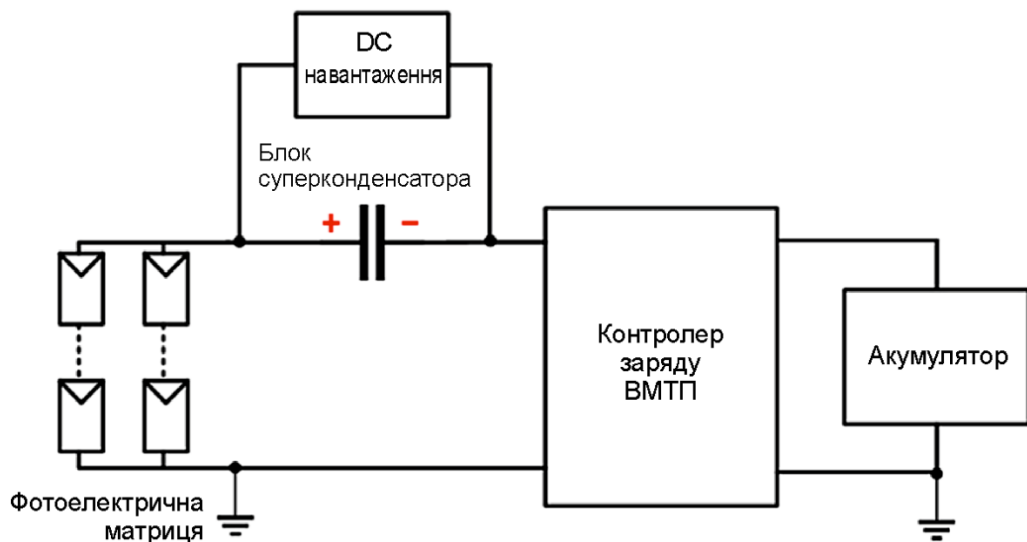 DC
навантаження
Блок
суперконденсатора
+ −
Контролер
заряду
ВМТП
Акумулятор
Фотоелектрична
матриця